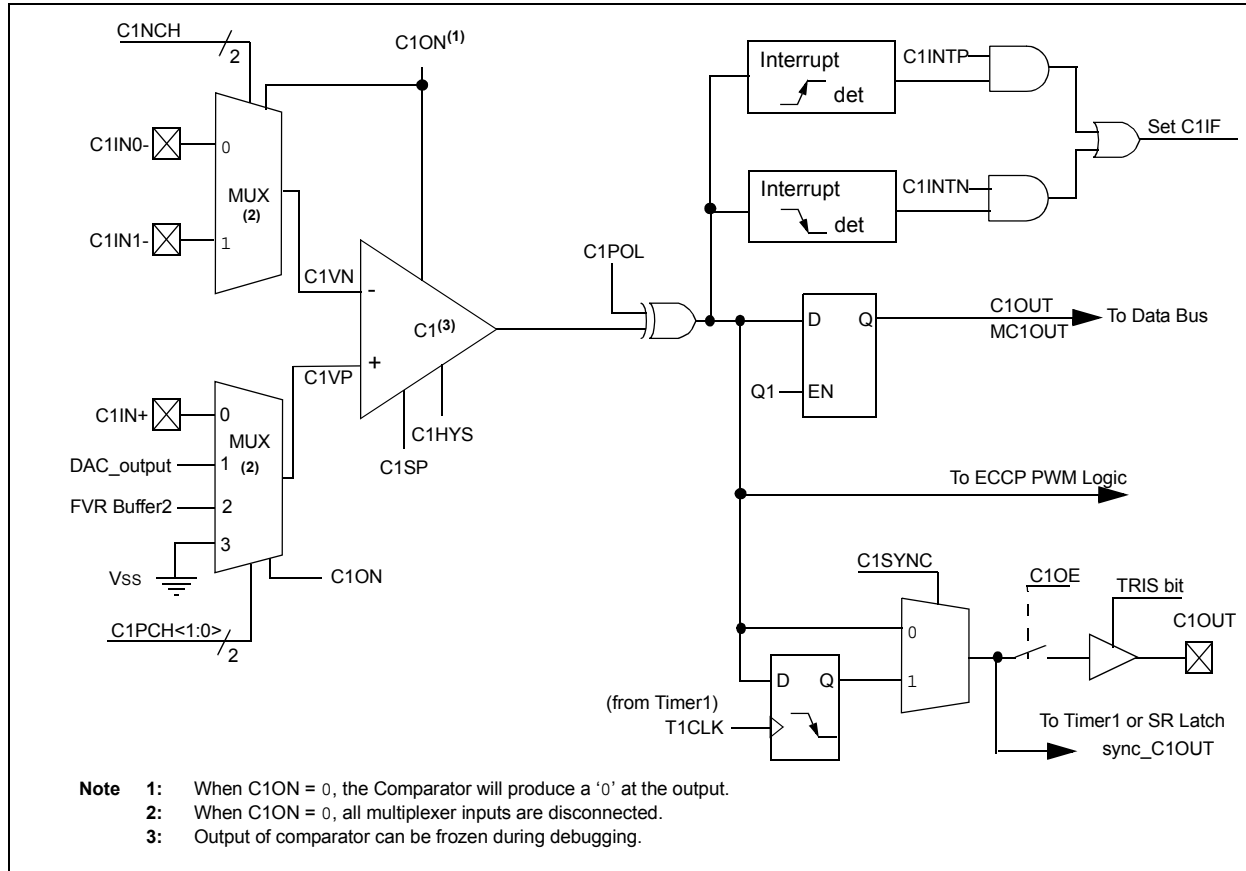 C1NCH
2
C1ON(1)
C1IN0-
0
MUX
(2)
C1IN1-
1
C1VN
-
C1(3)
+
C1VP
C1HYS
C1SP
C1IN+
0
MUX
(2)
DAC_output
1
FVR Buffer2
2
3
Vss
C1ON
C1PCH<1:0>
2
C1POL
Interrupt
det
C1INTP
Interrupt
det
C1INTN
Set C1IF
D
Q
Q1
EN
C1OUT
MC1OUT
To Data Bus
To ECCP PWM Logic
C1SYNC
0
1
D
Q
(from Timer1)
T1CLK
C1OE
TRIS bit
C1OUT
To Timer1 or SR Latch
sync_C1OUT
Note 1: When C1ON = 0, the Comparator will produce a ‘0’ at the output.
2: When C1ON = 0, all multiplexer inputs are disconnected.
3: Output of comparator can be frozen during debugging.